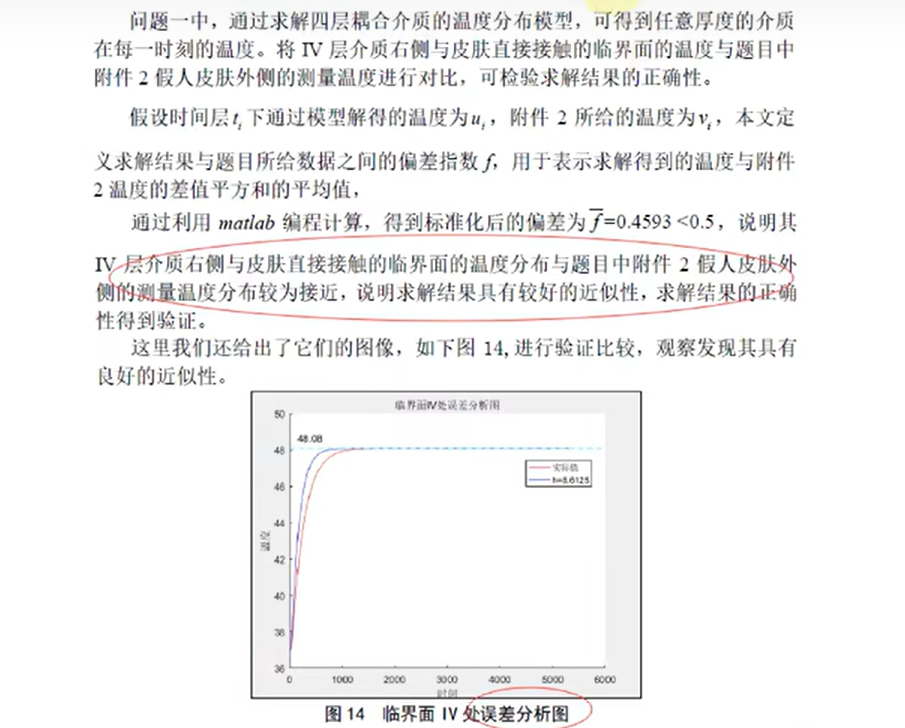 问题一中，通过求解四层耦合介质的温度分布模型，可得到任意厚度的介质
在每一时刻的温度。将 IV 层介质右侧与皮肤直接接触的临界面的温度与题目中
附件 2 假人皮肤外侧的测量温度进行对比，可检验求解结果的正确性。
假设时间层 tᵢ 下通过模型解得的温度为 uᵢ ，附件 2 所给的温度为 vᵢ ，本文定
义求解结果与题目所给数据之间的偏差指数 f，用于表示求解得到的温度与附件
2 温度的差值平方和的平均值，
通过利用 matlab 编程计算，得到标准化后的偏差为 f̅=0.4593 <0.5，说明其
IV 层介质右侧与皮肤直接接触的临界面的温度分布与题目中附件 2 假人皮肤外
侧的测量温度分布较为接近，说明求解结果具有较好的近似性，求解结果的正确
性得到验证。
这里我们还给出了它们的图像，如下图 14, 进行验证比较，观察发现其具有
良好的近似性。
临界面IV处误差分析图
50
48.08
48
实际值
h=8.6125
46
44
温度
42
40
38
36
0 1000 2000 3000 4000 5000 6000
时间
图 14 临界面 IV 处误差分析图